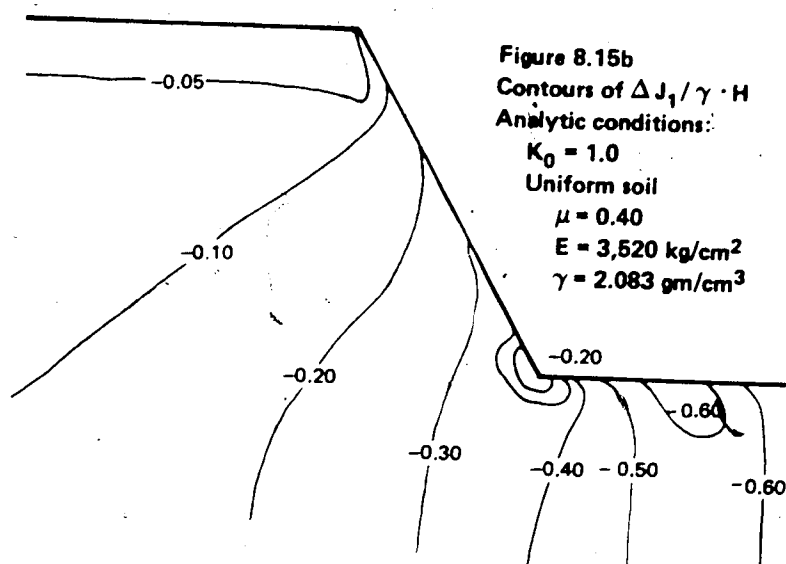 Figure 8.15b
Contours of Δ J₁ / γ · H
Analytic conditions:
K₀ = 1.0
Uniform soil
μ = 0.40
E = 3,520 kg/cm²
γ = 2.083 gm/cm³
−0.05
−0.10
−0.20
−0.20
−0.60
−0.30
−0.40
−0.50
−0.60